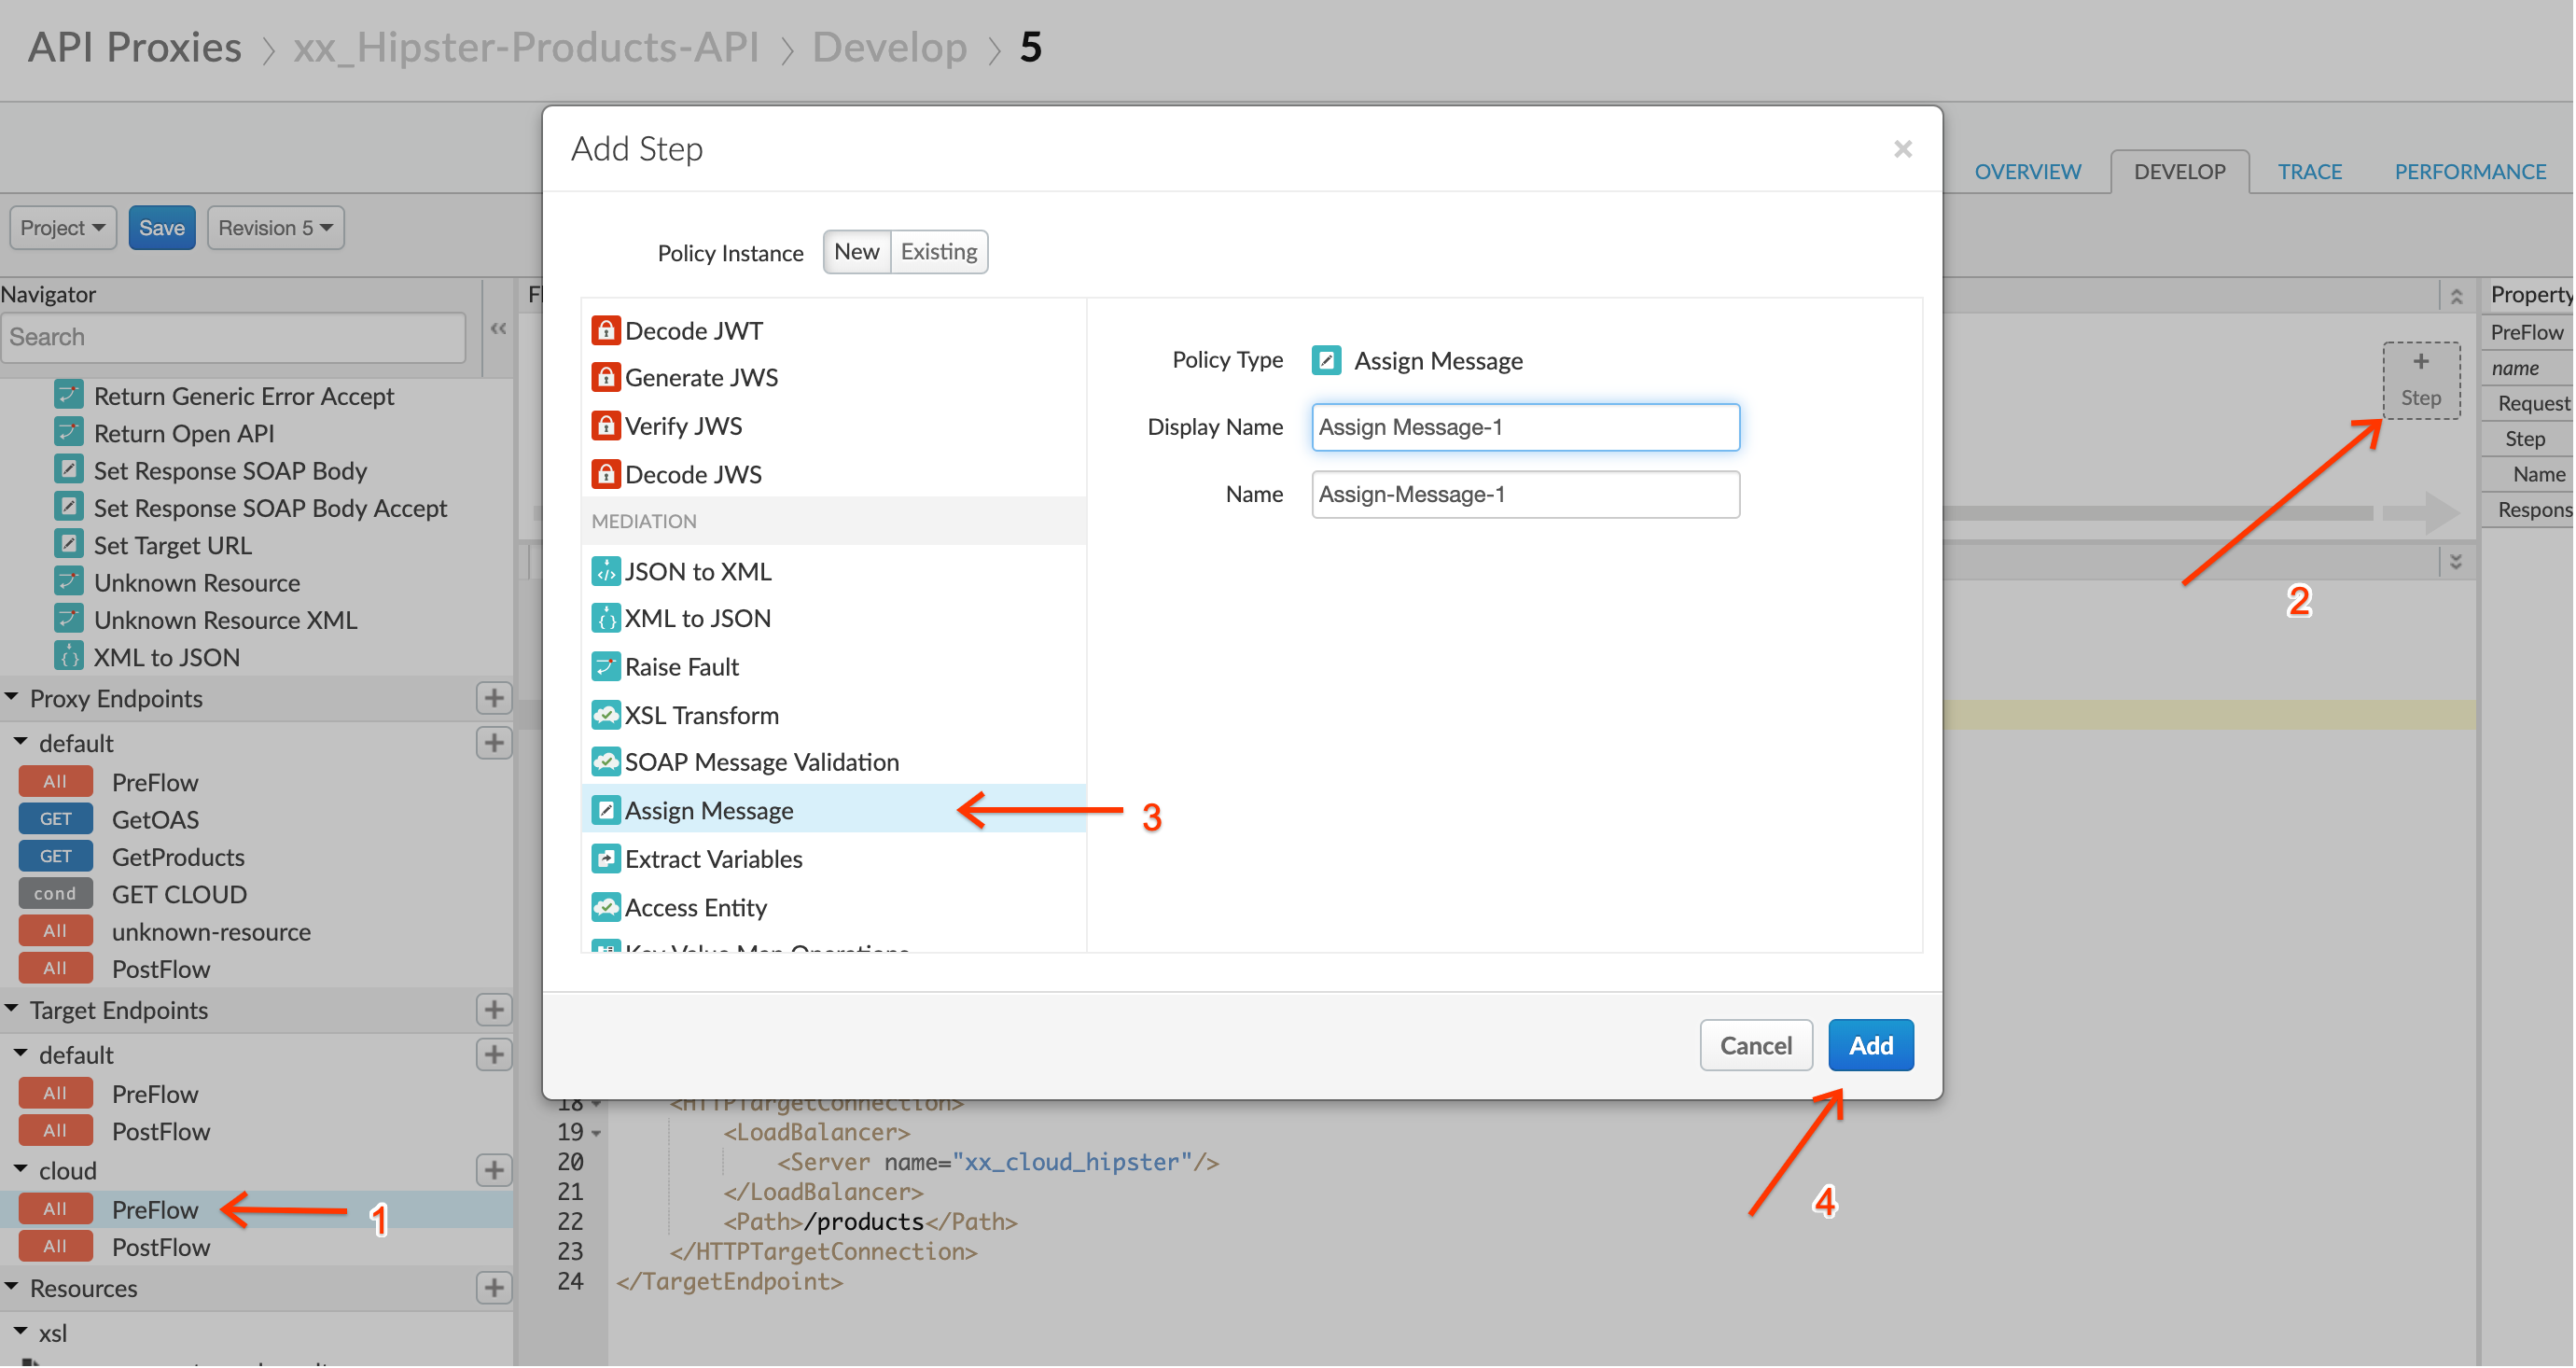 API Proxies > xx_Hipster-Products-API > Develop > 5
OVERVIEW DEVELOP TRACE PERFORMANCE
Project Save Revision 5
Navigator
Search
Return Generic Error Accept
Return Open API
Set Response SOAP Body
Set Response SOAP Body Accept
Set Target URL
Unknown Resource
Unknown Resource XML
XML to JSON
Proxy Endpoints
default
All PreFlow
GET GetOAS
GET GetProducts
cond GET CLOUD
All unknown-resource
All PostFlow
Target Endpoints
default
All PreFlow
All PostFlow
cloud
All PreFlow
1
All PostFlow
Resources
xsl
Add Step ×
Policy Instance New Existing
Decode JWT
Generate JWS
Verify JWS
Decode JWS
MEDIATION
JSON to XML
XML to JSON
Raise Fault
XSL Transform
SOAP Message Validation
Assign Message
3
Extract Variables
Access Entity
Key Value Map Operations
Policy Type Assign Message
Display Name Assign Message-1
Name Assign-Message-1
Cancel Add
4
+
Step
2
Property
PreFlow
name
Request
Step
Name
Respons
18 <HTTPTargetConnection>
19 <LoadBalancer>
20 <Server name="xx_cloud_hipster"/>
21 </LoadBalancer>
22 <Path>/products</Path>
23 </HTTPTargetConnection>
24 </TargetEndpoint>